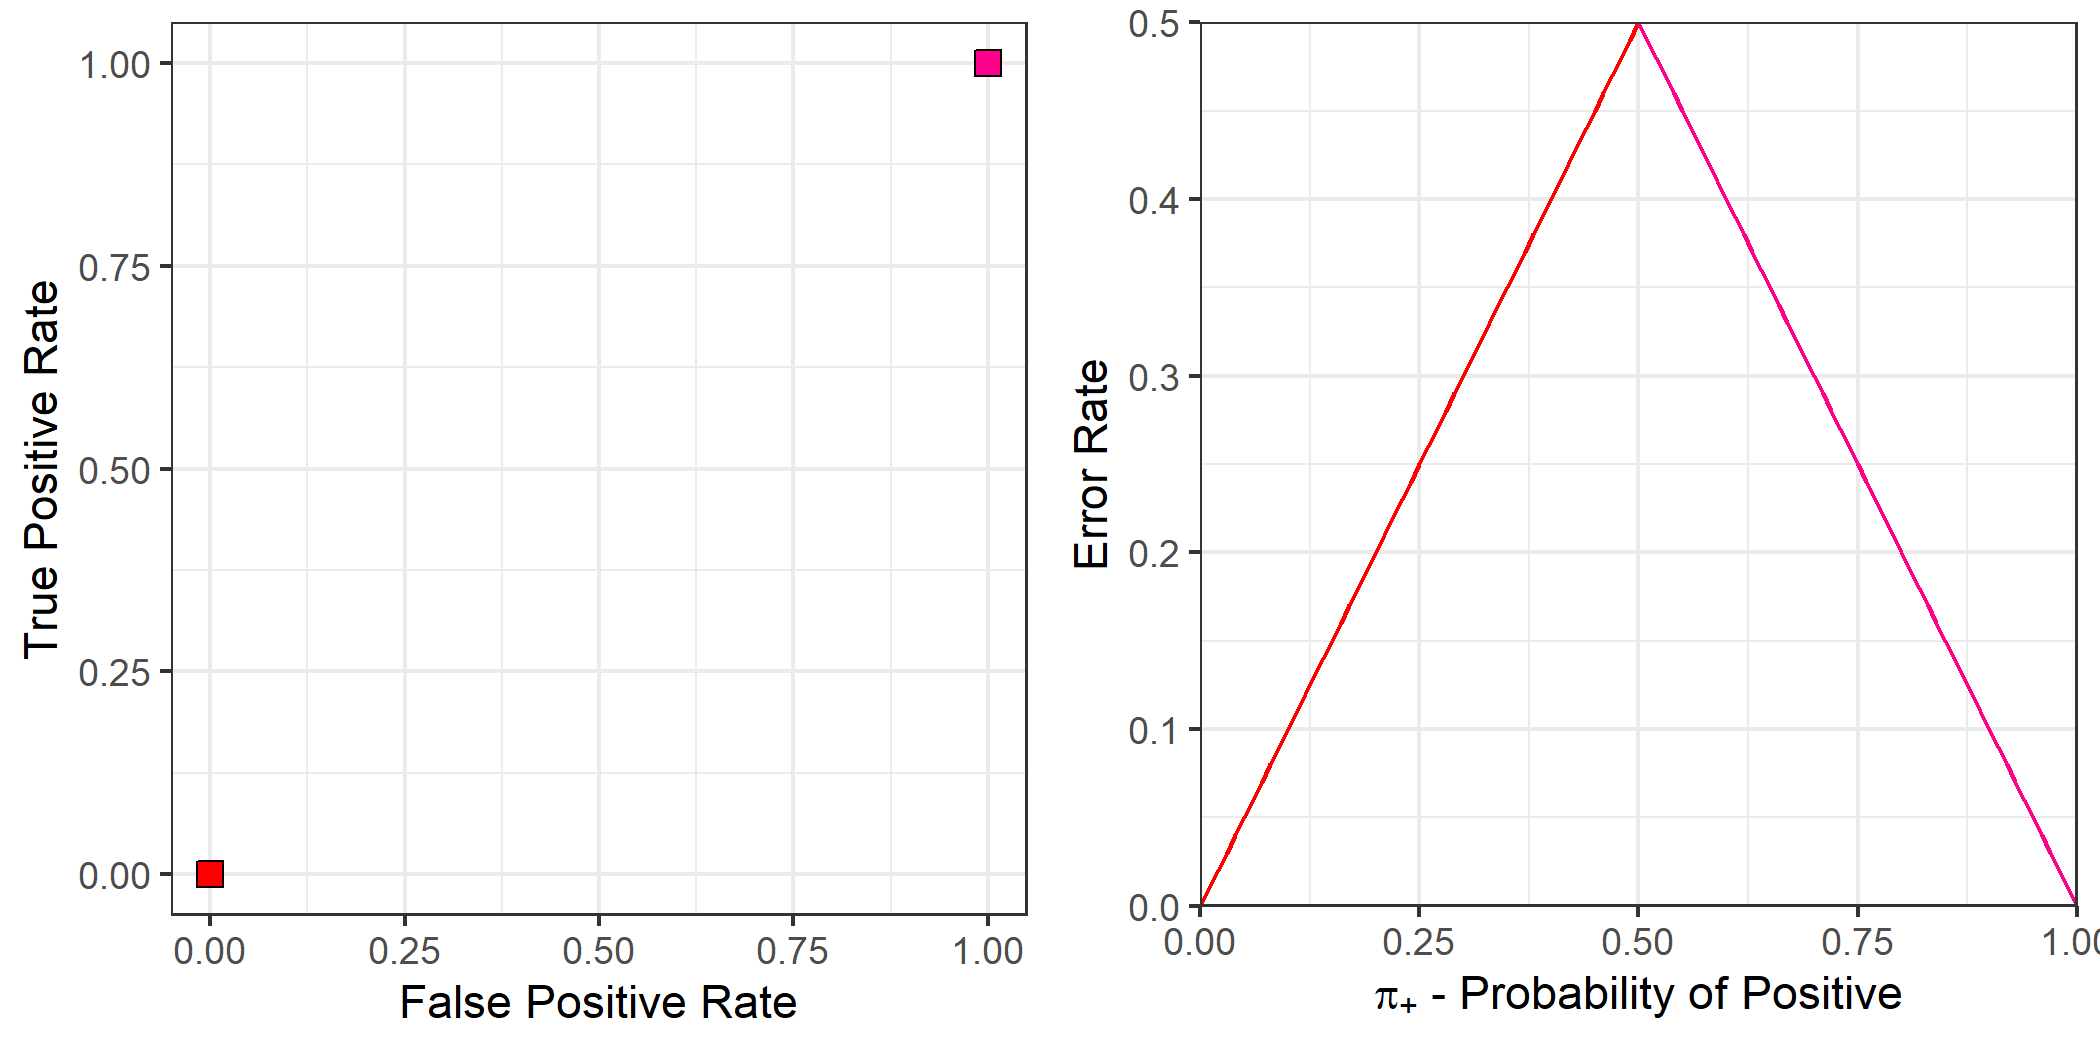 True Positive Rate
1.00
0.75
0.50
0.25
0.00
0.00 0.25 0.50 0.75 1.00
False Positive Rate
Error Rate
0.5
0.4
0.3
0.2
0.1
0.0
0.00 0.25 0.50 0.75 1.00
π+ - Probability of Positive